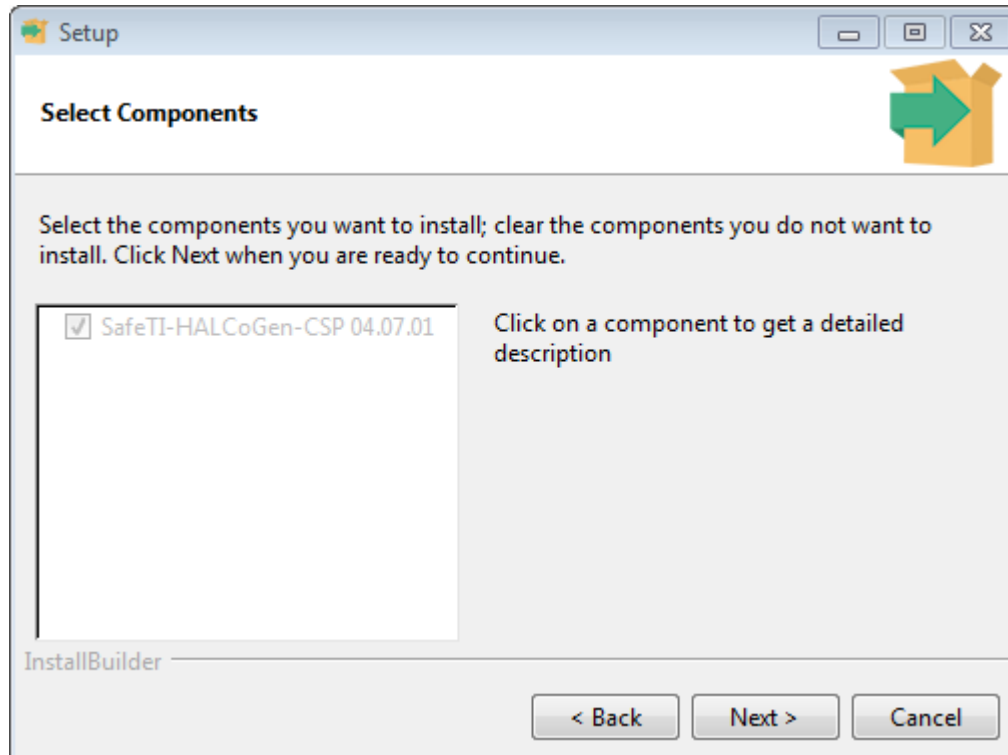 Setup
Select Components
Select the components you want to install; clear the components you do not want to
install. Click Next when you are ready to continue.
SafeTI-HALCoGen-CSP 04.07.01
Click on a component to get a detailed
description
InstallBuilder
< Back
Next >
Cancel